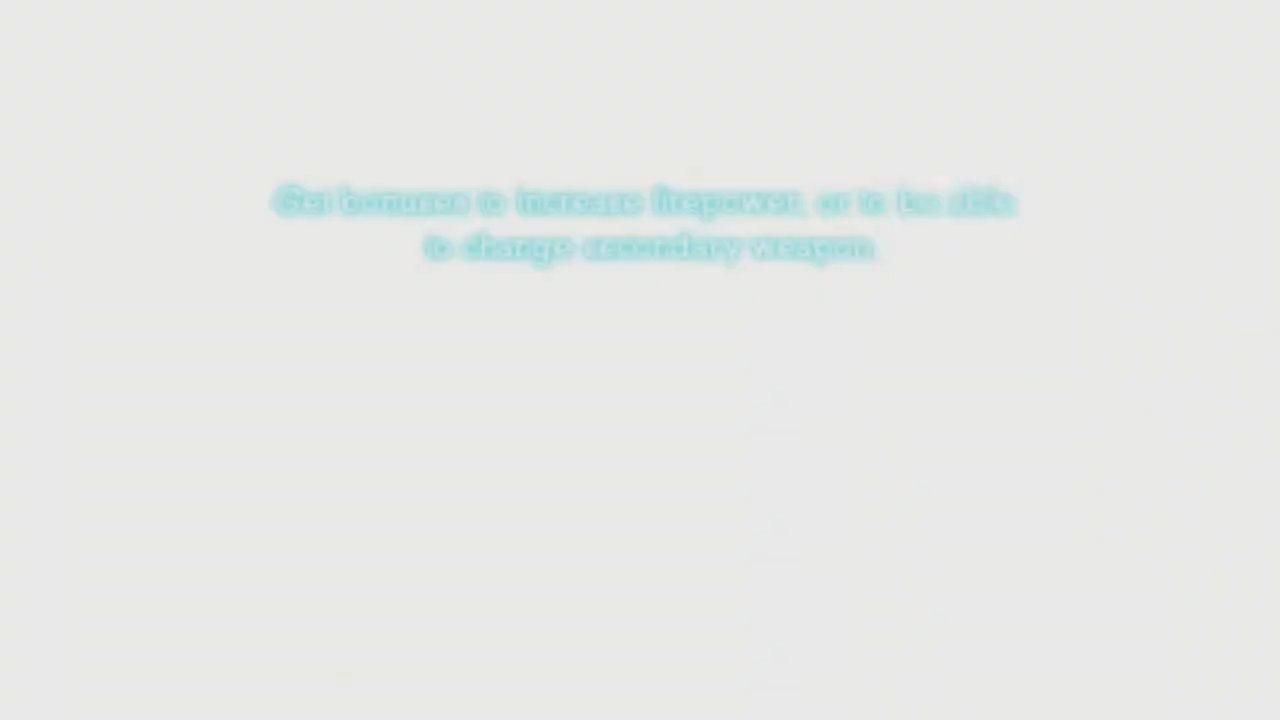 Get bonuses to increase firepower, or to be able
to change secondary weapon.